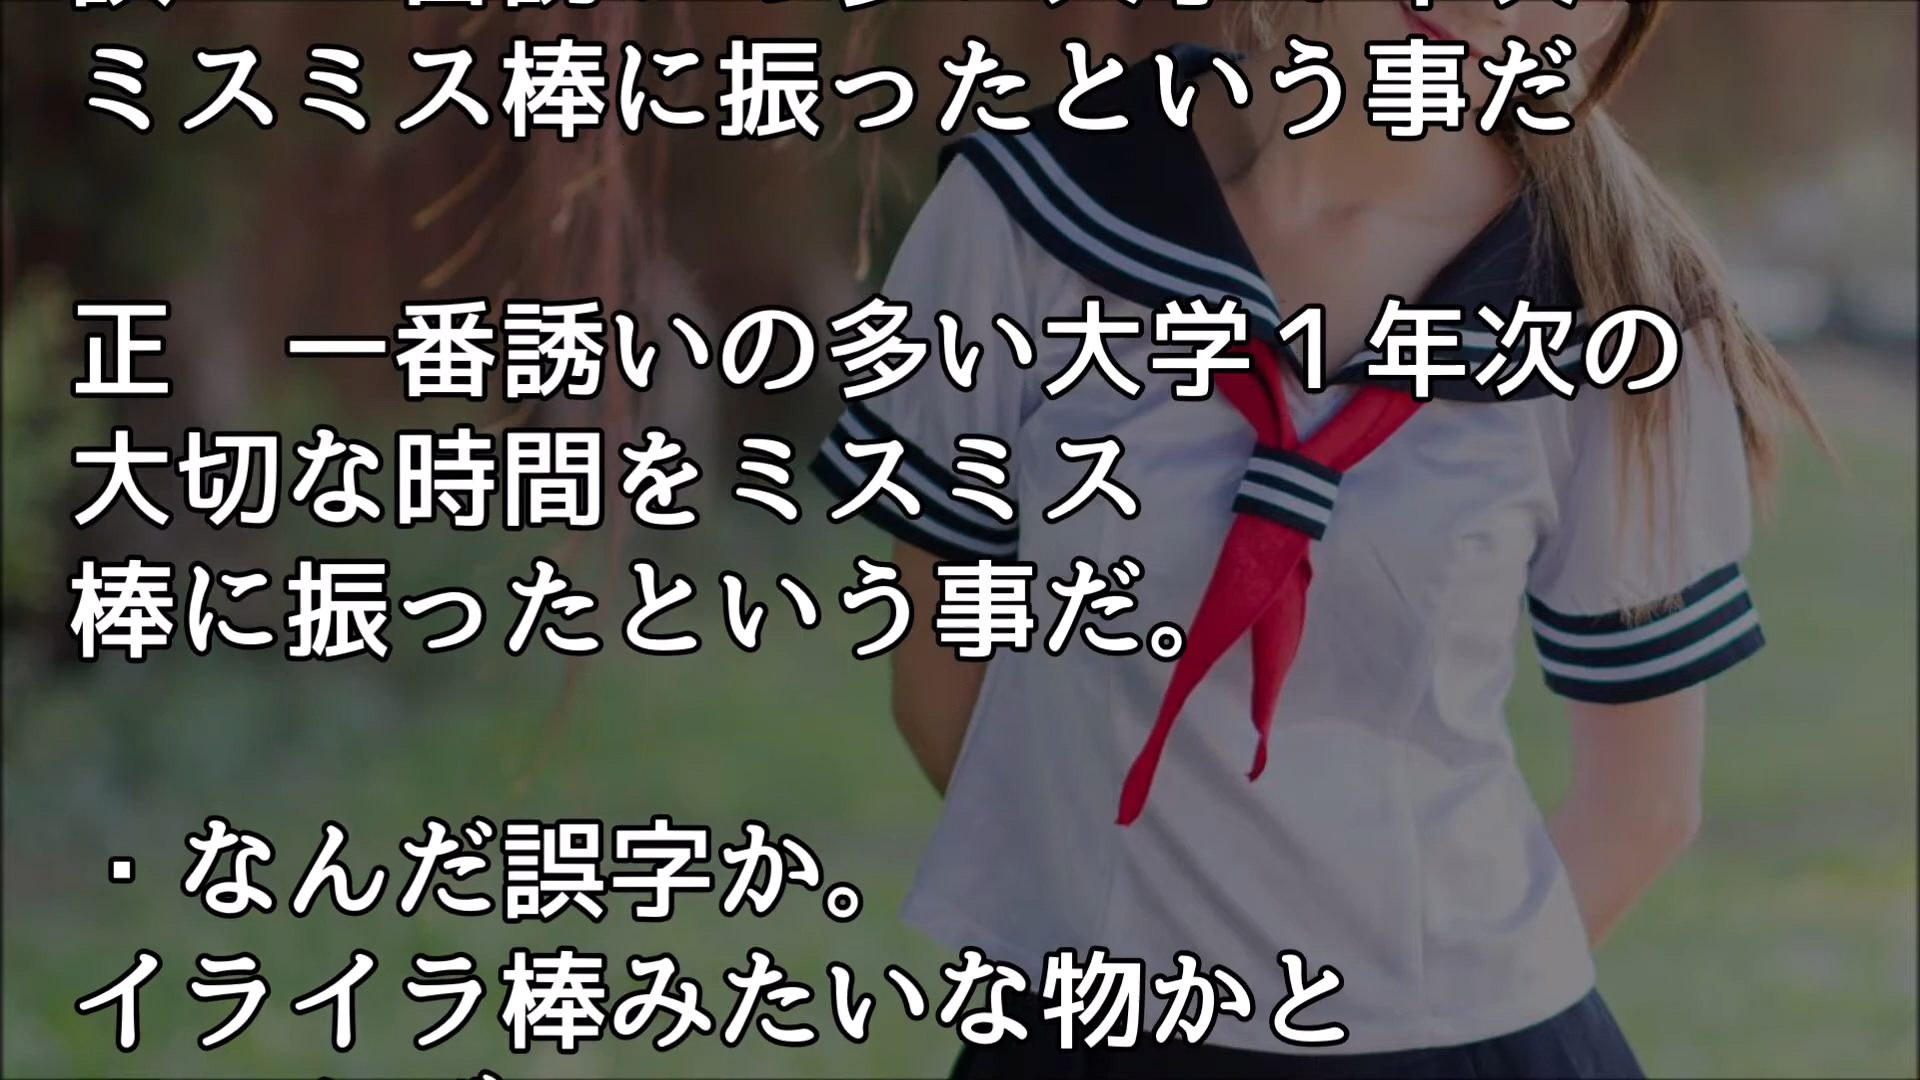 ミスミス棒に振ったという事だ
正　一番誘いの多い大学１年次の
大切な時間をミスミス
棒に振ったという事だ。
・なんだ誤字か。
イライラ棒みたいな物かと